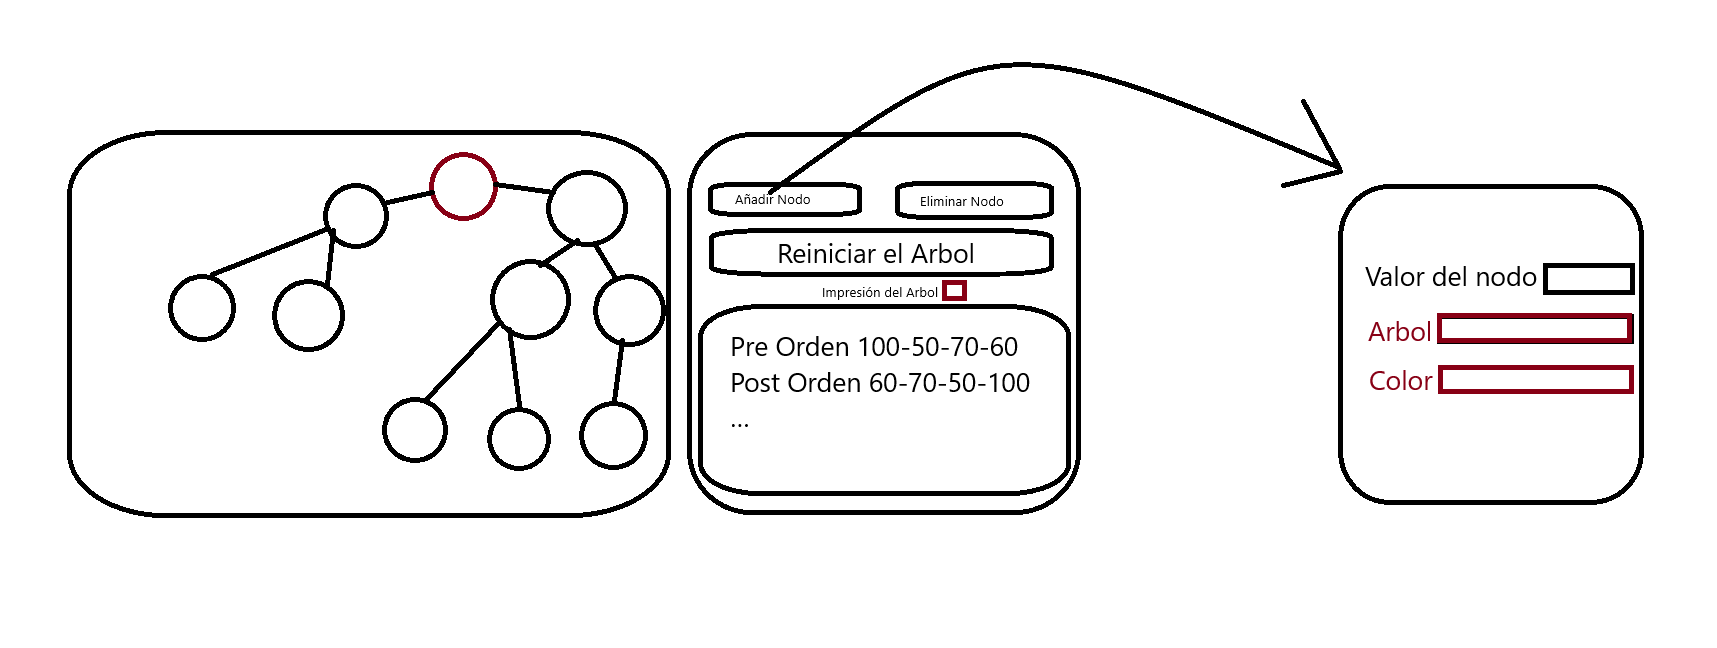 Añadir Nodo
Eliminar Nodo
Reiniciar el Arbol
Impresión del Arbol
Pre Orden 100-50-70-60
Post Orden 60-70-50-100
...
Valor del nodo
Arbol
Color